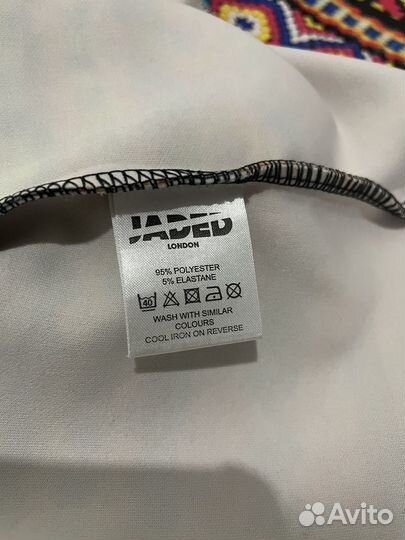 JADED
LONDON
95% POLYESTER
5% ELASTANE
40
WASH WITH SIMILAR
COLOURS
COOL IRON ON REVERSE
Avito